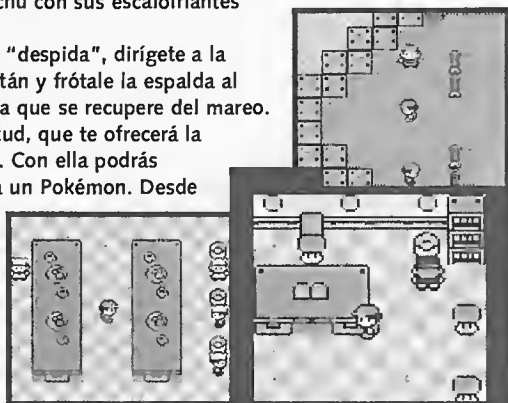 chu con sus escalofriantes
"despida", dirígete a la
tán y frótale la espalda al
a que se recupere del mareo.
tud, que te ofrecerá la
. Con ella podrás
a un Pokémon. Desde